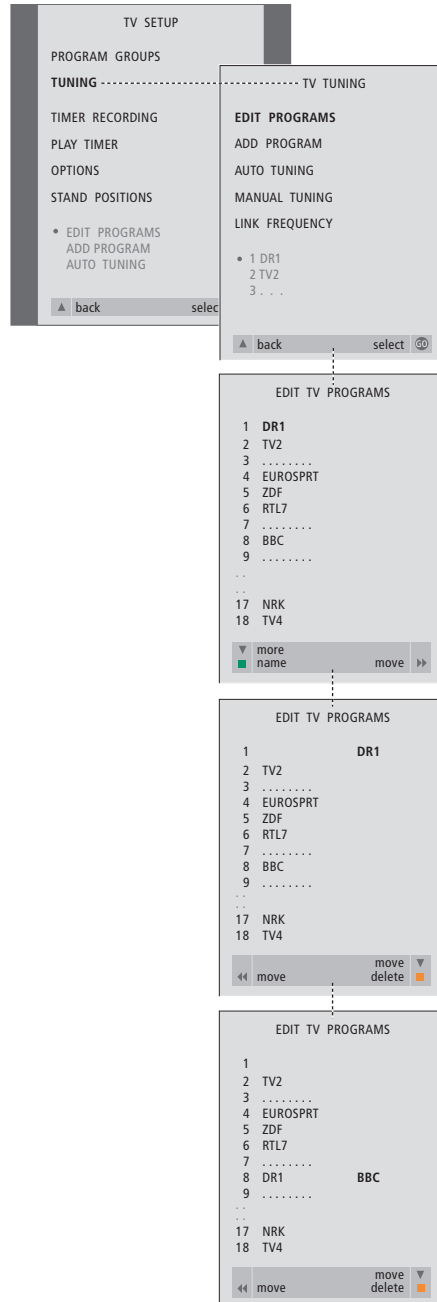 TV SETUP
PROGRAM GROUPS
TUNING
TIMER RECORDING
PLAY TIMER
OPTIONS
STAND POSITIONS
• EDIT PROGRAMS
ADD PROGRAM
AUTO TUNING
▲ back selec
TV TUNING
EDIT PROGRAMS
ADD PROGRAM
AUTO TUNING
MANUAL TUNING
LINK FREQUENCY
• 1 DR1
2 TV2
3 . . .
▲ back select GO
EDIT TV PROGRAMS
1 DR1
2 TV2
3 ........
4 EUROSPRT
5 ZDF
6 RTL7
7 ........
8 BBC
9 ........
. .
. .
17 NRK
18 TV4
▼ more
name move
EDIT TV PROGRAMS
1 DR1
2 TV2
3 ........
4 EUROSPRT
5 ZDF
6 RTL7
7 ........
8 BBC
9 ........
. .
. .
17 NRK
18 TV4
move ▼
move delete
EDIT TV PROGRAMS
1
2 TV2
3 ........
4 EUROSPRT
5 ZDF
6 RTL7
7 ........
8 DR1 BBC
9 ........
. .
. .
17 NRK
18 TV4
move ▼
move delete